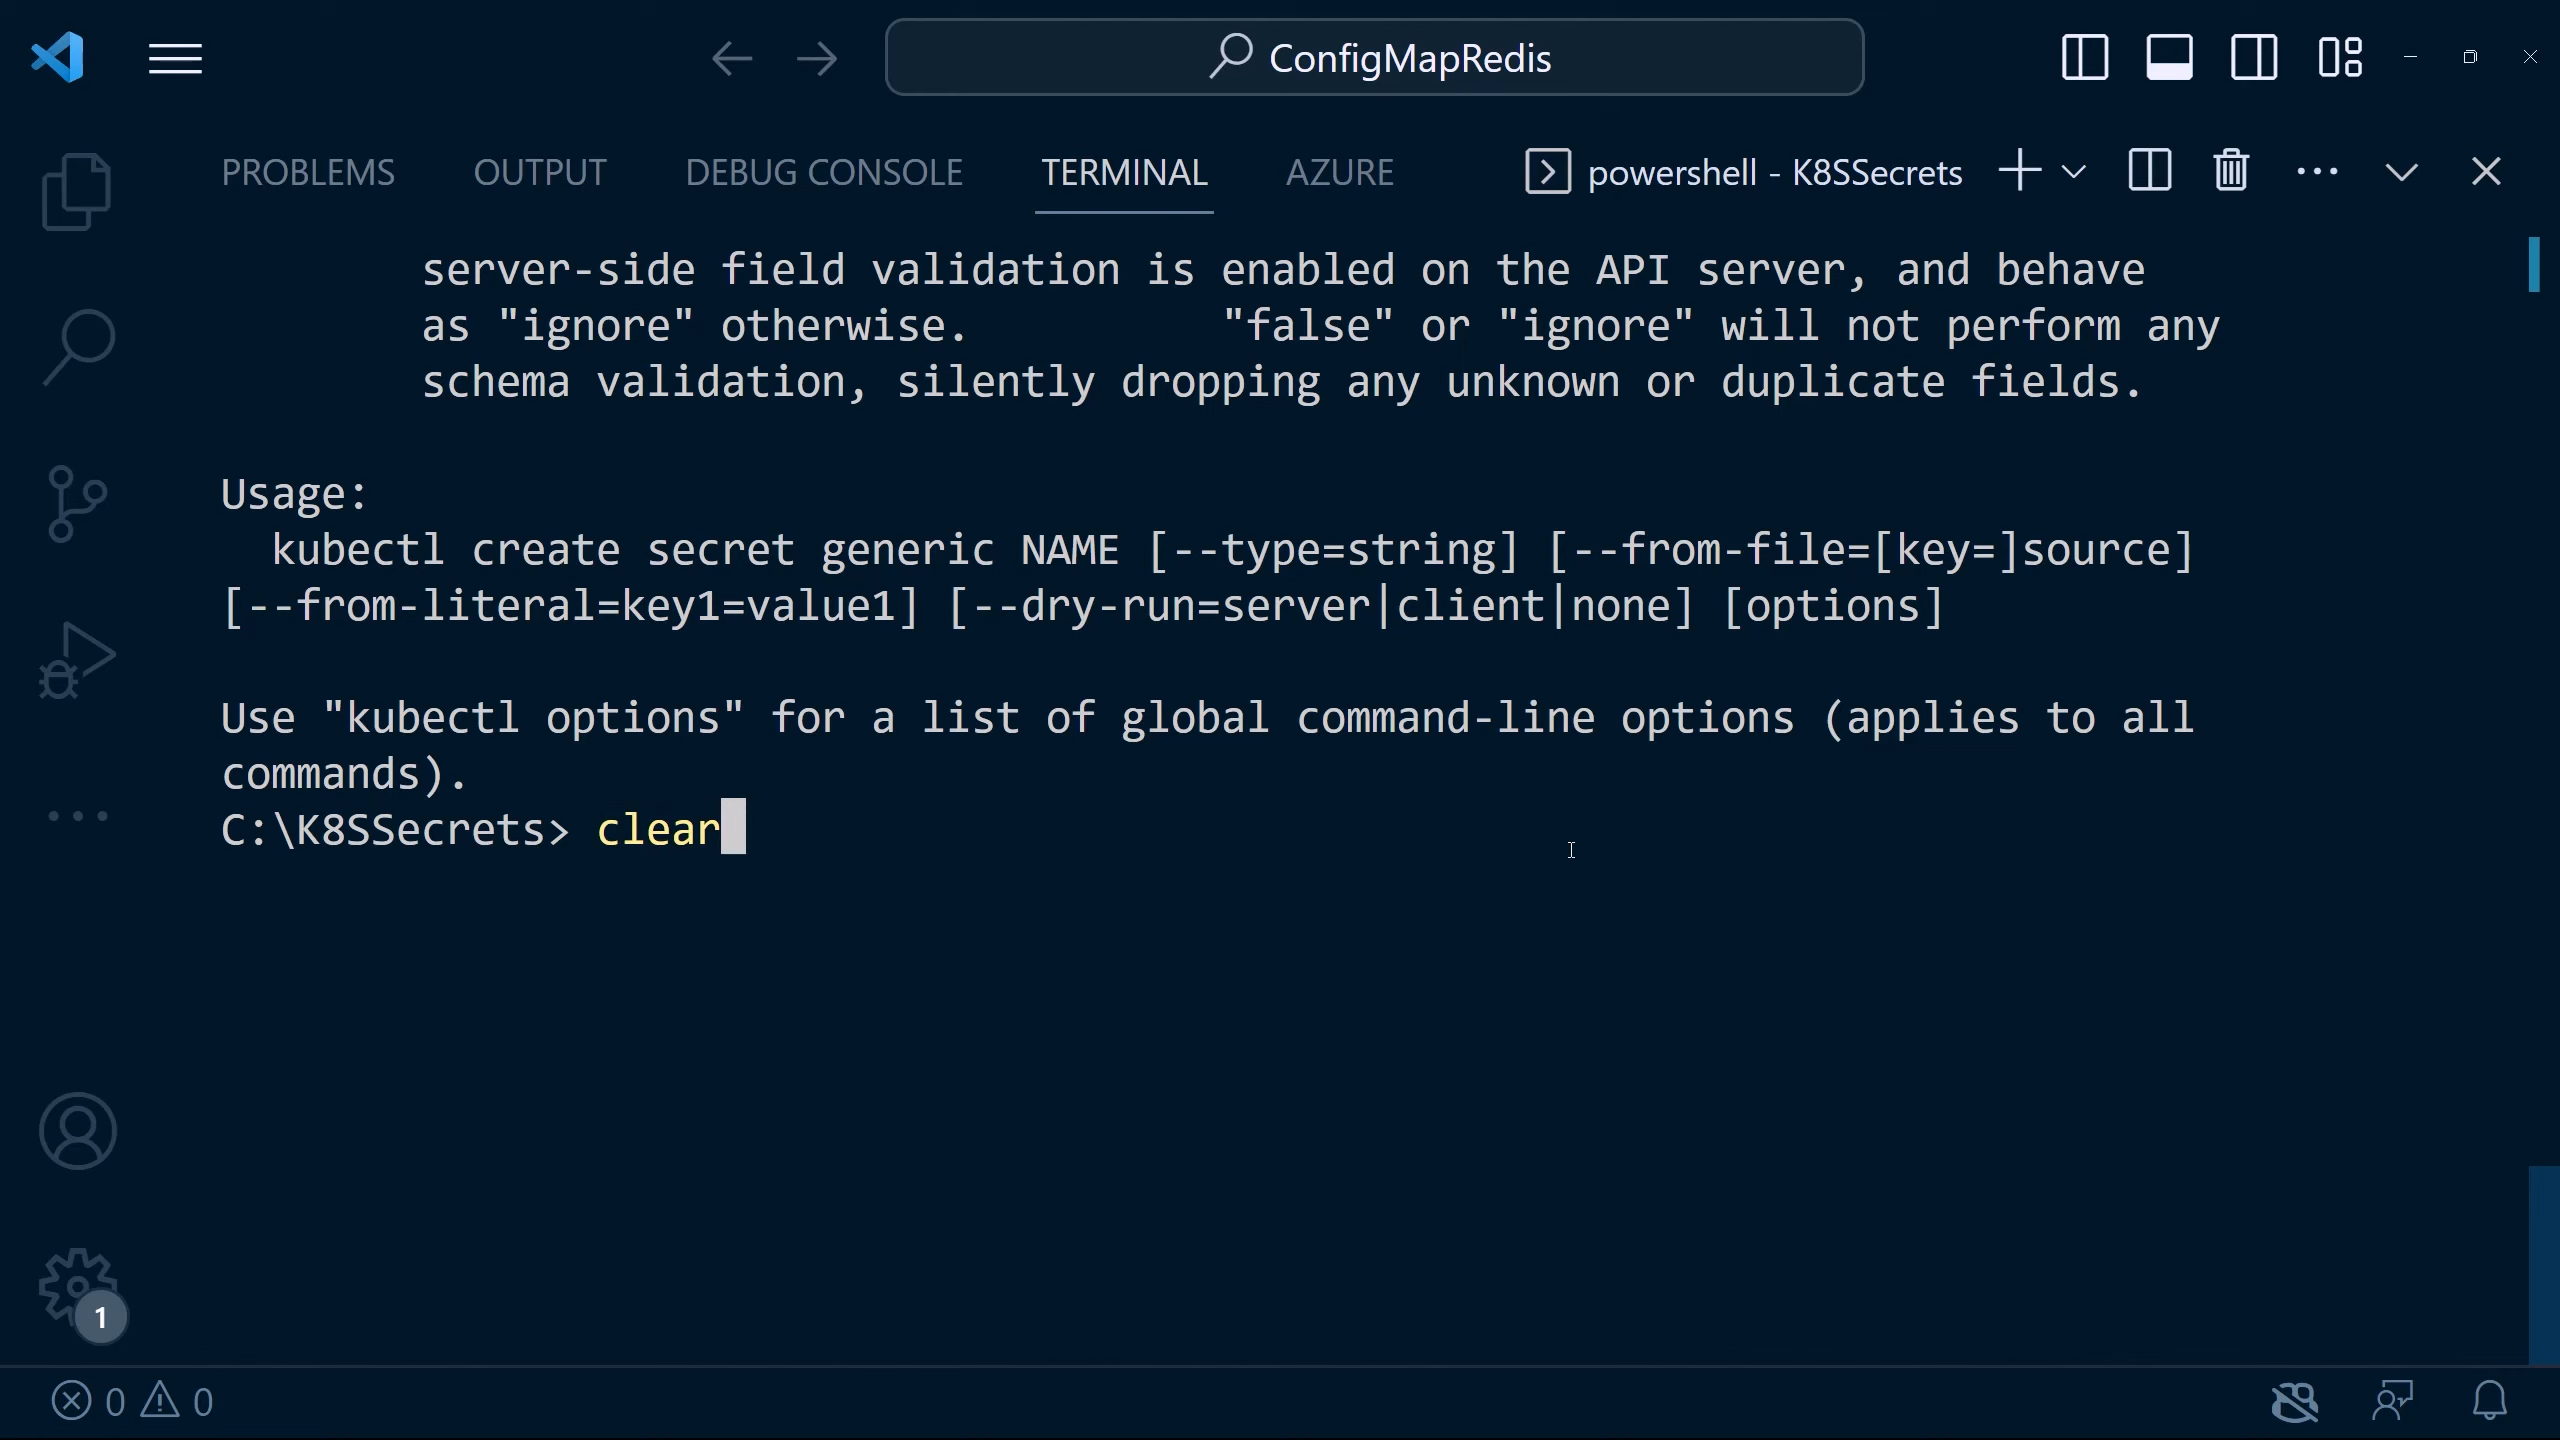 ConfigMapRedis
PROBLEMS OUTPUT DEBUG CONSOLE TERMINAL AZURE powershell - K8SSecrets
server-side field validation is enabled on the API server, and behave
as "ignore" otherwise. "false" or "ignore" will not perform any
schema validation, silently dropping any unknown or duplicate fields.
Usage:
kubectl create secret generic NAME [--type=string] [--from-file=[key=]source]
[--from-literal=key1=value1] [--dry-run=server|client|none] [options]
Use "kubectl options" for a list of global command-line options (applies to all
commands).
C:\K8SSecrets> clear
1
0 0